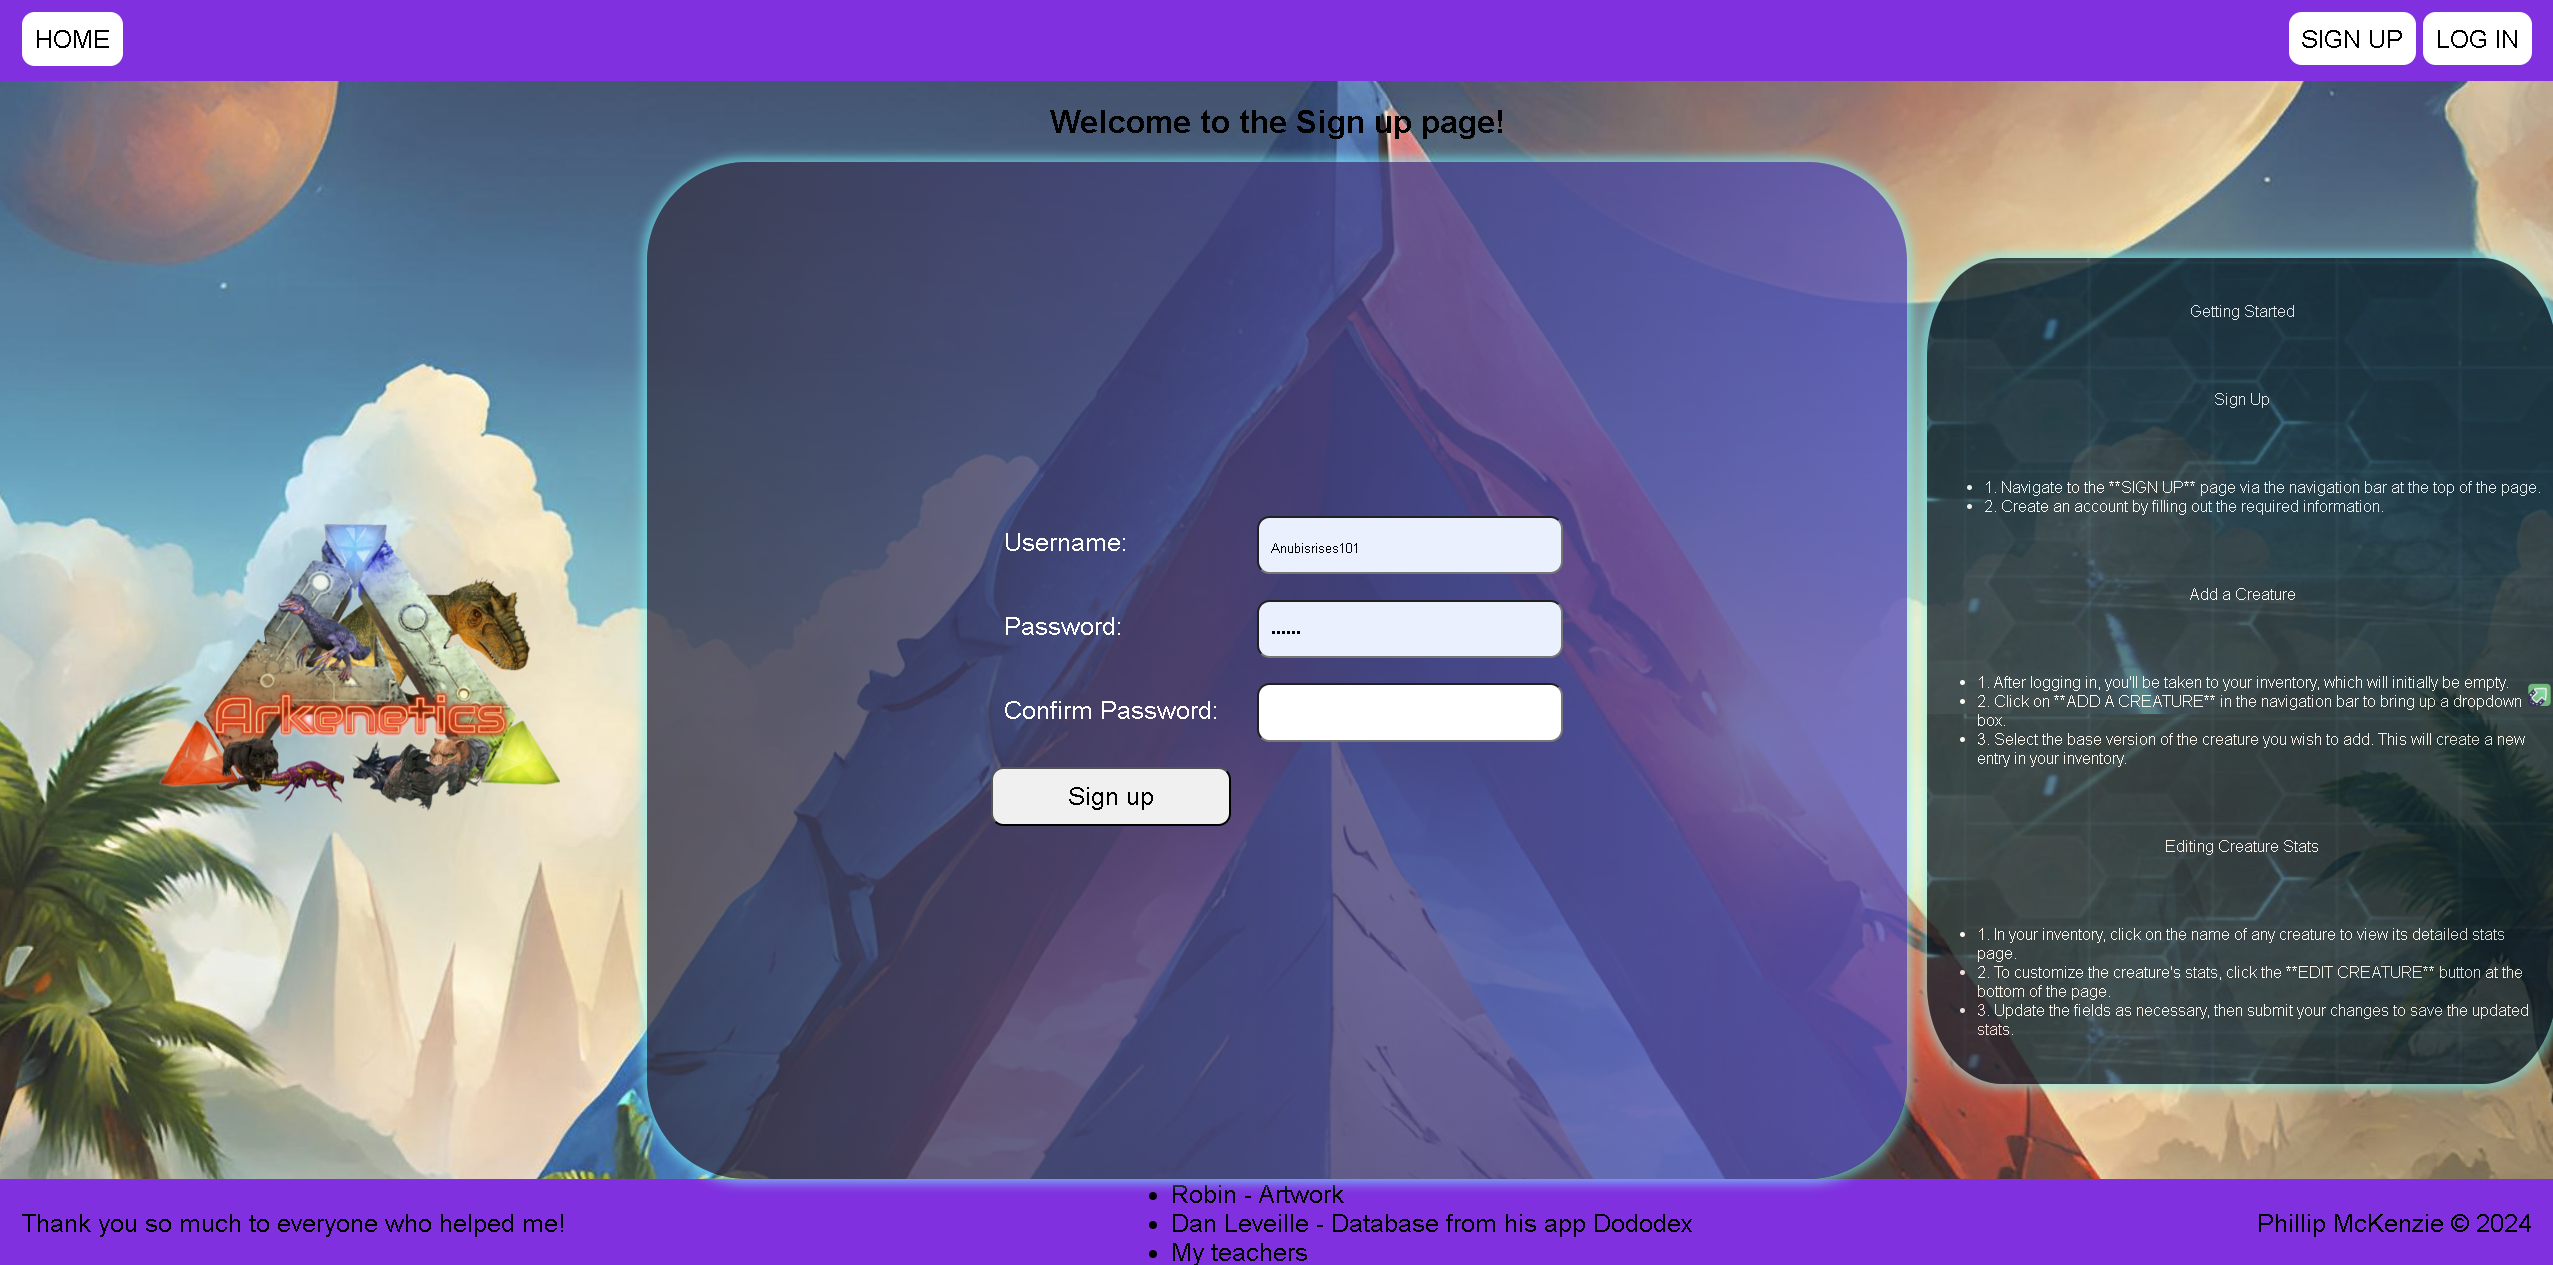 HOME
SIGN UP
LOG IN
Welcome to the Sign up page!
Arkenetics
Username:
Anubisrises101
Password:
••••••
Confirm Password:
Sign up
Getting Started
Sign Up
• 1. Navigate to the **SIGN UP** page via the navigation bar at the top of the page.
• 2. Create an account by filling out the required information.
Add a Creature
• 1. After logging in, you'll be taken to your inventory, which will initially be empty.
• 2. Click on **ADD A CREATURE** in the navigation bar to bring up a dropdown
box.
• 3. Select the base version of the creature you wish to add. This will create a new
entry in your inventory.
Editing Creature Stats
• 1. In your inventory, click on the name of any creature to view its detailed stats
page.
• 2. To customize the creature's stats, click the **EDIT CREATURE** button at the
bottom of the page.
• 3. Update the fields as necessary, then submit your changes to save the updated
stats.
Thank you so much to everyone who helped me!
• Robin - Artwork
• Dan Leveille - Database from his app Dododex
• My teachers
Phillip McKenzie © 2024